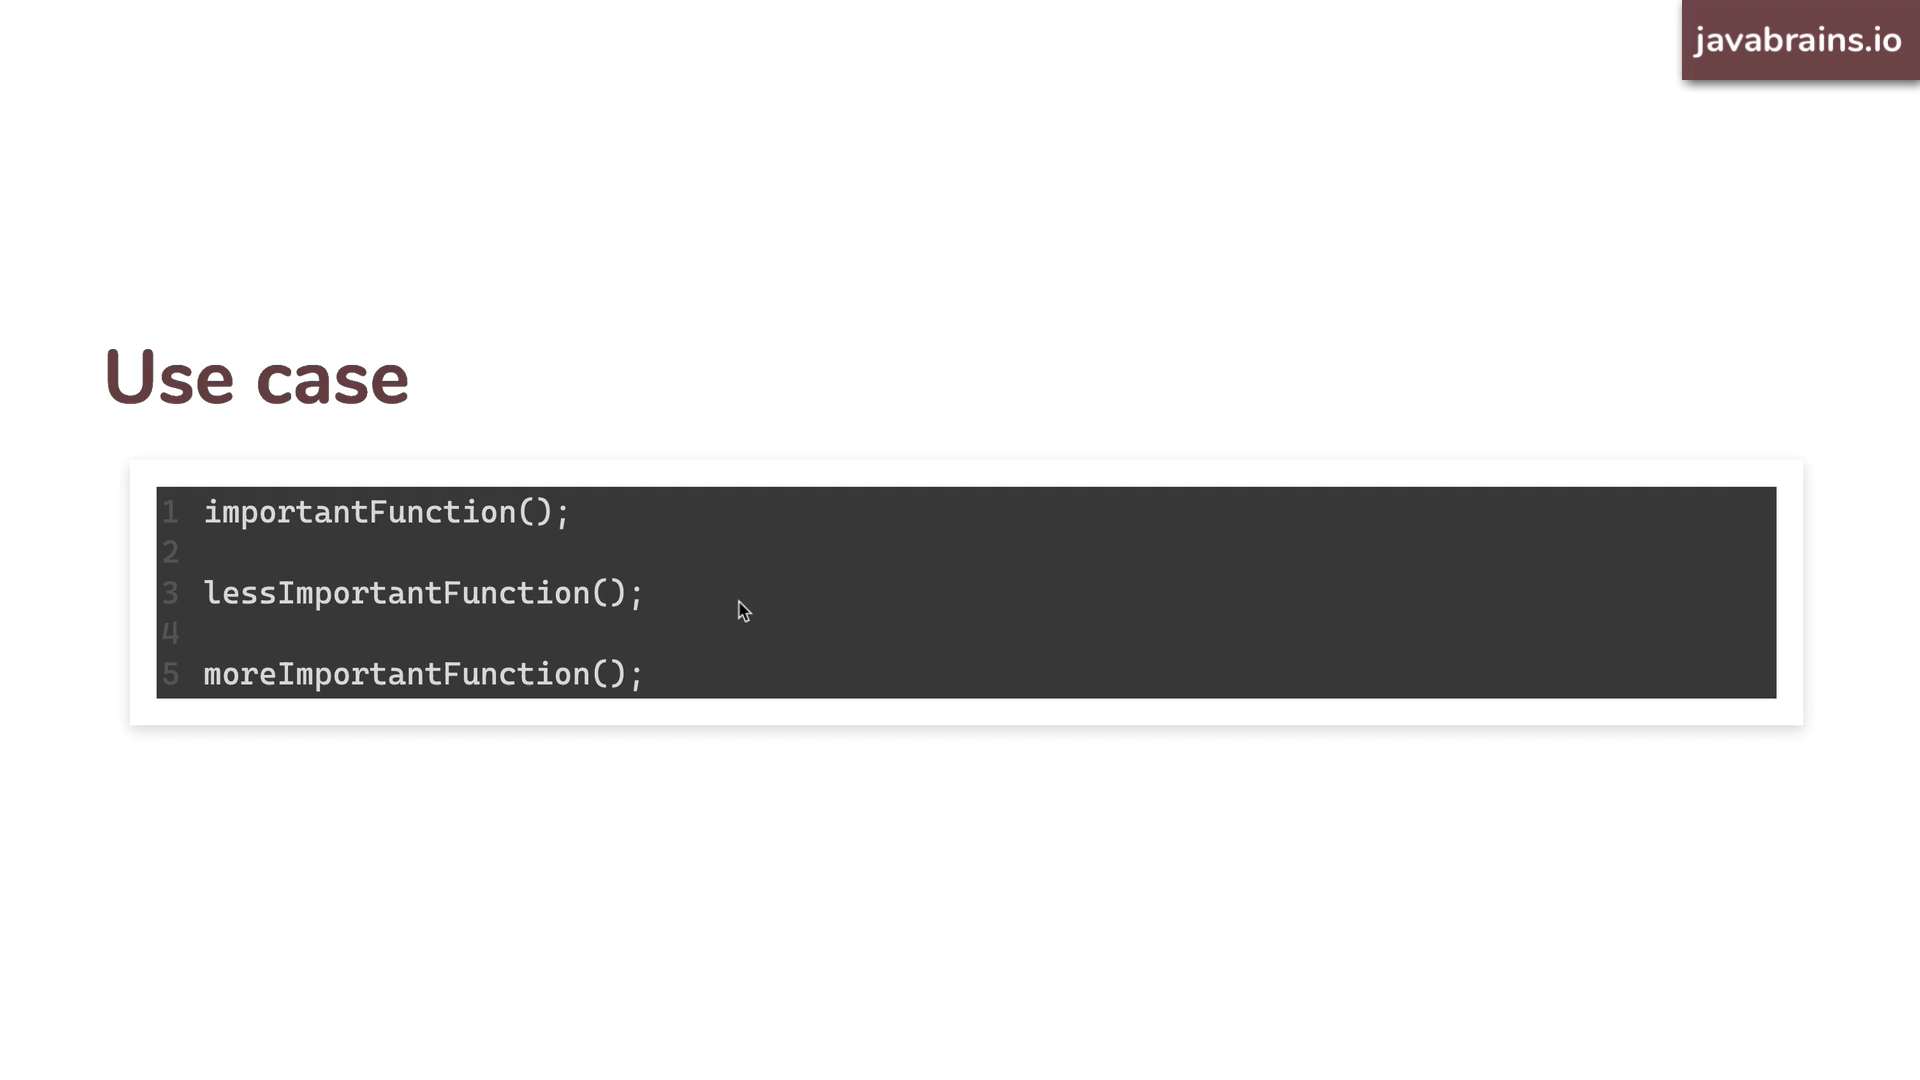 javabrains.io
Use case
1 importantFunction();
2
3 lessImportantFunction();
4
5 moreImportantFunction();